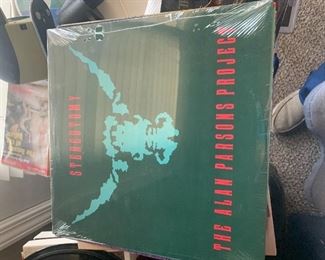 STEREOTOMY
THE ALAN PARSONS PROJECT